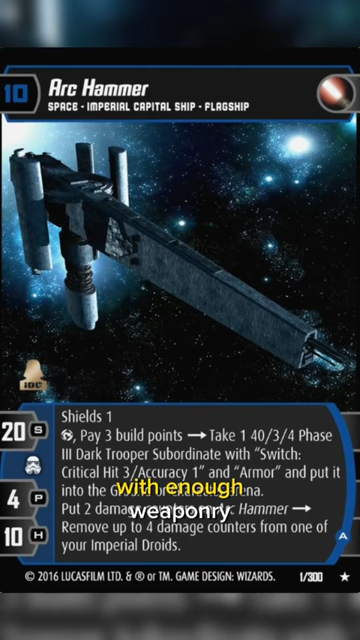 10
Arc Hammer
SPACE - IMPERIAL CAPITAL SHIP - FLAGSHIP
IDC
Shields 1
20 S
, Pay 3 build points → Take 1 40/3/4 Phase
III Dark Trooper Subordinate with "Switch:
Critical Hit 3/Accuracy 1" and "Armor" and put it
into the
with enough
4 P
Put 2 damage
weaponry
Hammer →
10 H
Remove up to 4 damage counters from one of
your Imperial Droids.
A
© 2016 LUCASFILM LTD. & ® or TM. GAME DESIGN: WIZARDS.
1/300